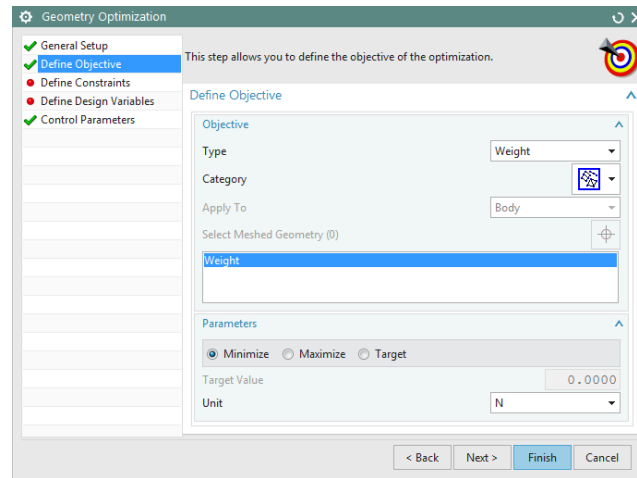 Geometry Optimization
General Setup
Define Objective
Define Constraints
Define Design Variables
Control Parameters
This step allows you to define the objective of the optimization.
Define Objective
Objective
Type Weight
Category
Apply To Body
Select Meshed Geometry (0)
Weight
Parameters
Minimize Maximize Target
Target Value 0.0000
Unit N
< Back Next > Finish Cancel